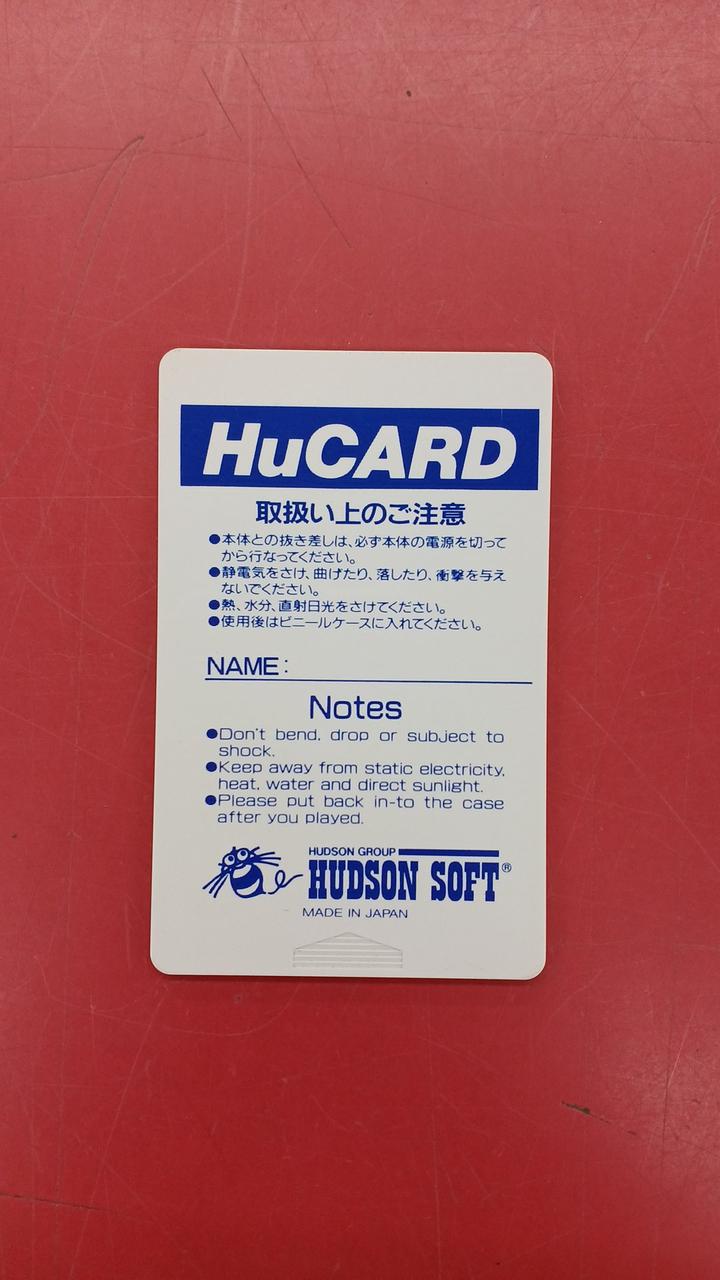 HuCARD
取扱い上のご注意
●本体との抜き差しは、必ず本体の電源を切って
から行なってください。
●静電気をさけ、曲げたり、落したり、衝撃を与え
ないでください。
●熱、水分、直射日光をさけてください。
●使用後はビニールケースに入れてください。
NAME:
Notes
●Don't bend, drop or subject to
shock.
●Keep away from static electricity,
heat, water and direct sunlight.
●Please put back in-to the case
after you played.
HUDSON GROUP
HUDSON SOFT®
MADE IN JAPAN